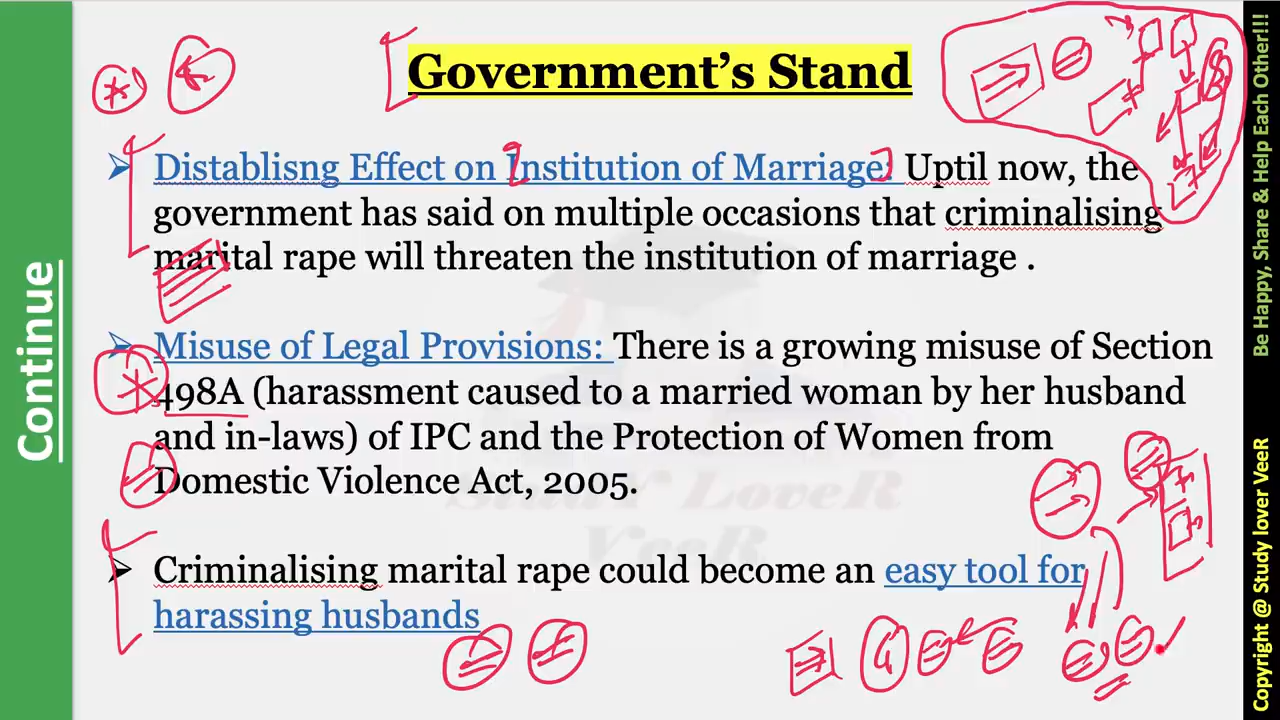 Government's Stand
Distablisng Effect on Institution of Marriage: Uptil now, the
government has said on multiple occasions that criminalising
marital rape will threaten the institution of marriage .
Misuse of Legal Provisions: There is a growing misuse of Section
498A (harassment caused to a married woman by her husband
and in-laws) of IPC and the Protection of Women from
Domestic Violence Act, 2005.
Criminalising marital rape could become an easy tool for
harassing husbands
Continue
Be Happy, Share & Help Each Other!!!
Copyright @ Study lover VeeR
Study LoveR
VeeR